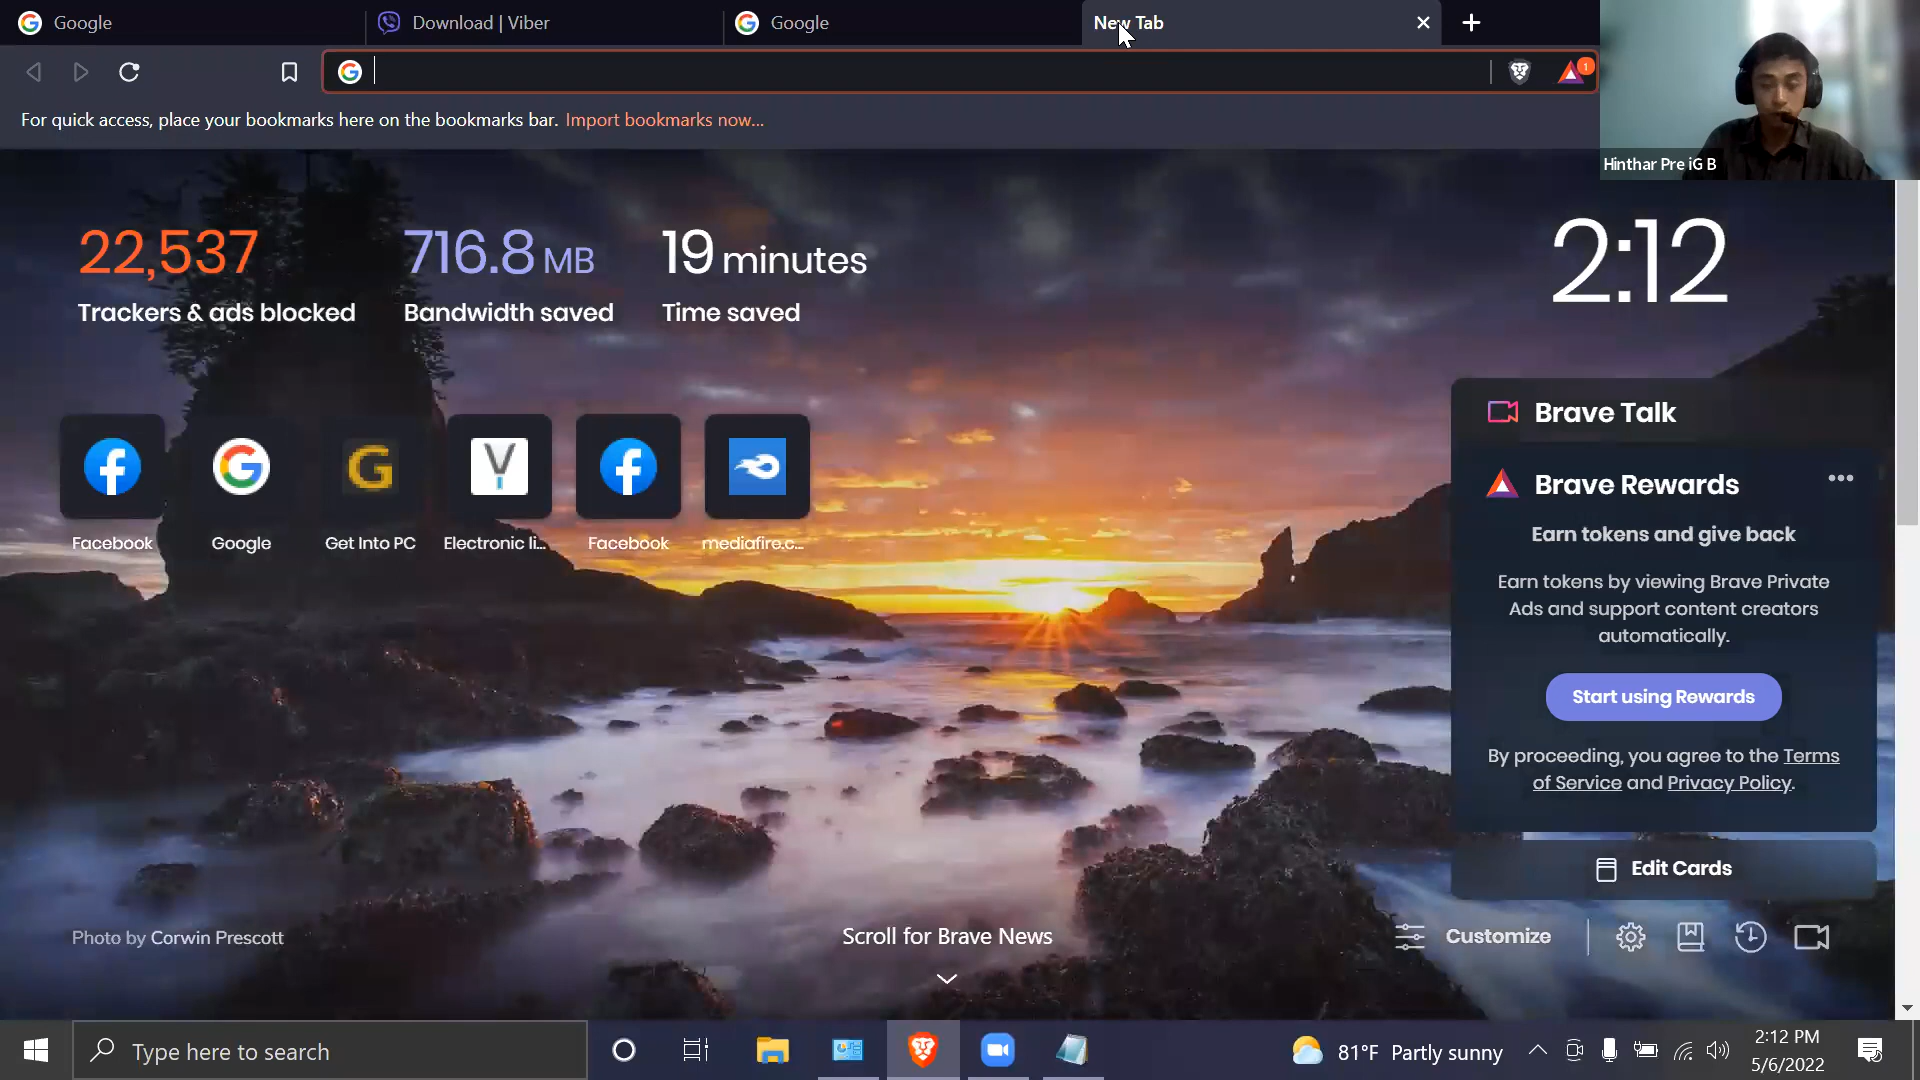 Google
Download | Viber
Google
New Tab
1
For quick access, place your bookmarks here on the bookmarks bar. Import bookmarks now...
Hinthar Pre iG B
22,537
Trackers & ads blocked
716.8 MB
Bandwidth saved
19 minutes
Time saved
2:12
Facebook
Google
Get Into PC
Electronic li...
Facebook
mediafire.c...
Brave Talk
Brave Rewards
Earn tokens and give back
Earn tokens by viewing Brave Private
Ads and support content creators
automatically.
Start using Rewards
By proceeding, you agree to the Terms
of Service and Privacy Policy.
Edit Cards
Photo by Corwin Prescott
Scroll for Brave News
Customize
Type here to search
81°F Partly sunny
2:12 PM
5/6/2022